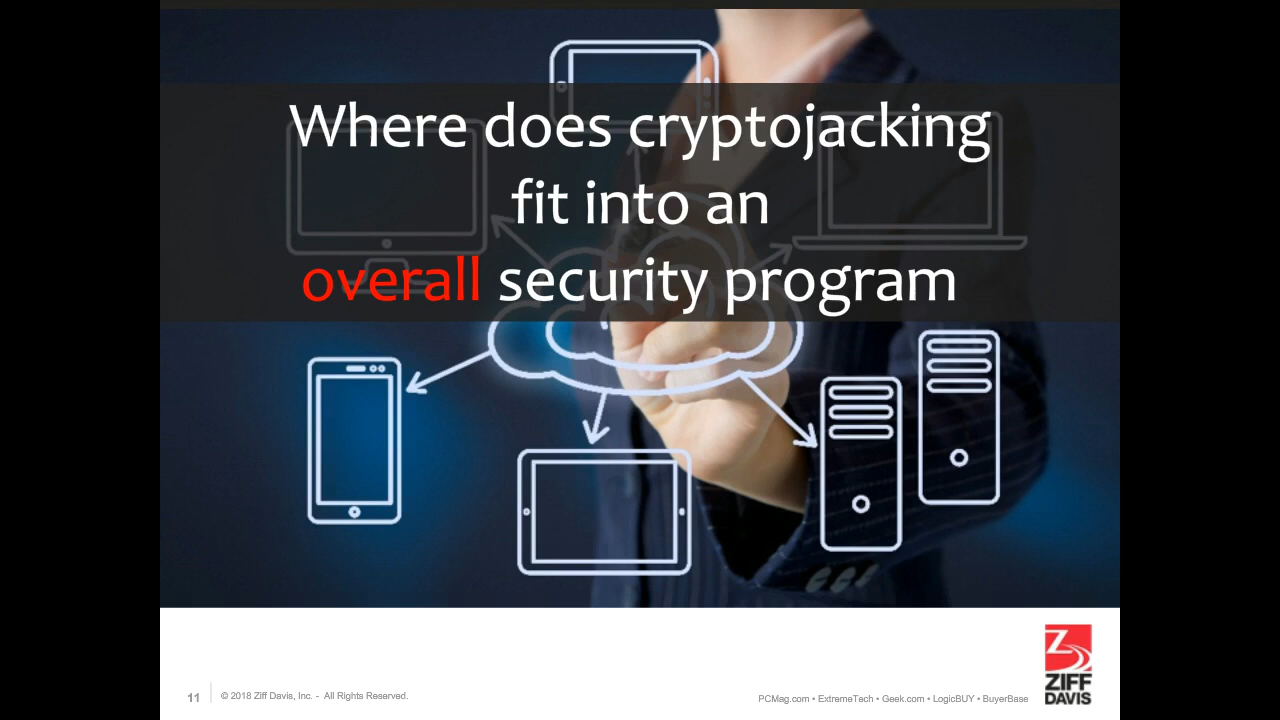 Where does cryptojacking
fit into an
overall security program
11
© 2018 Ziff Davis, Inc. - All Rights Reserved.
PCMag.com • ExtremeTech • Geek.com • LogicBUY • BuyerBase
Z
ZIFF
DAVIS